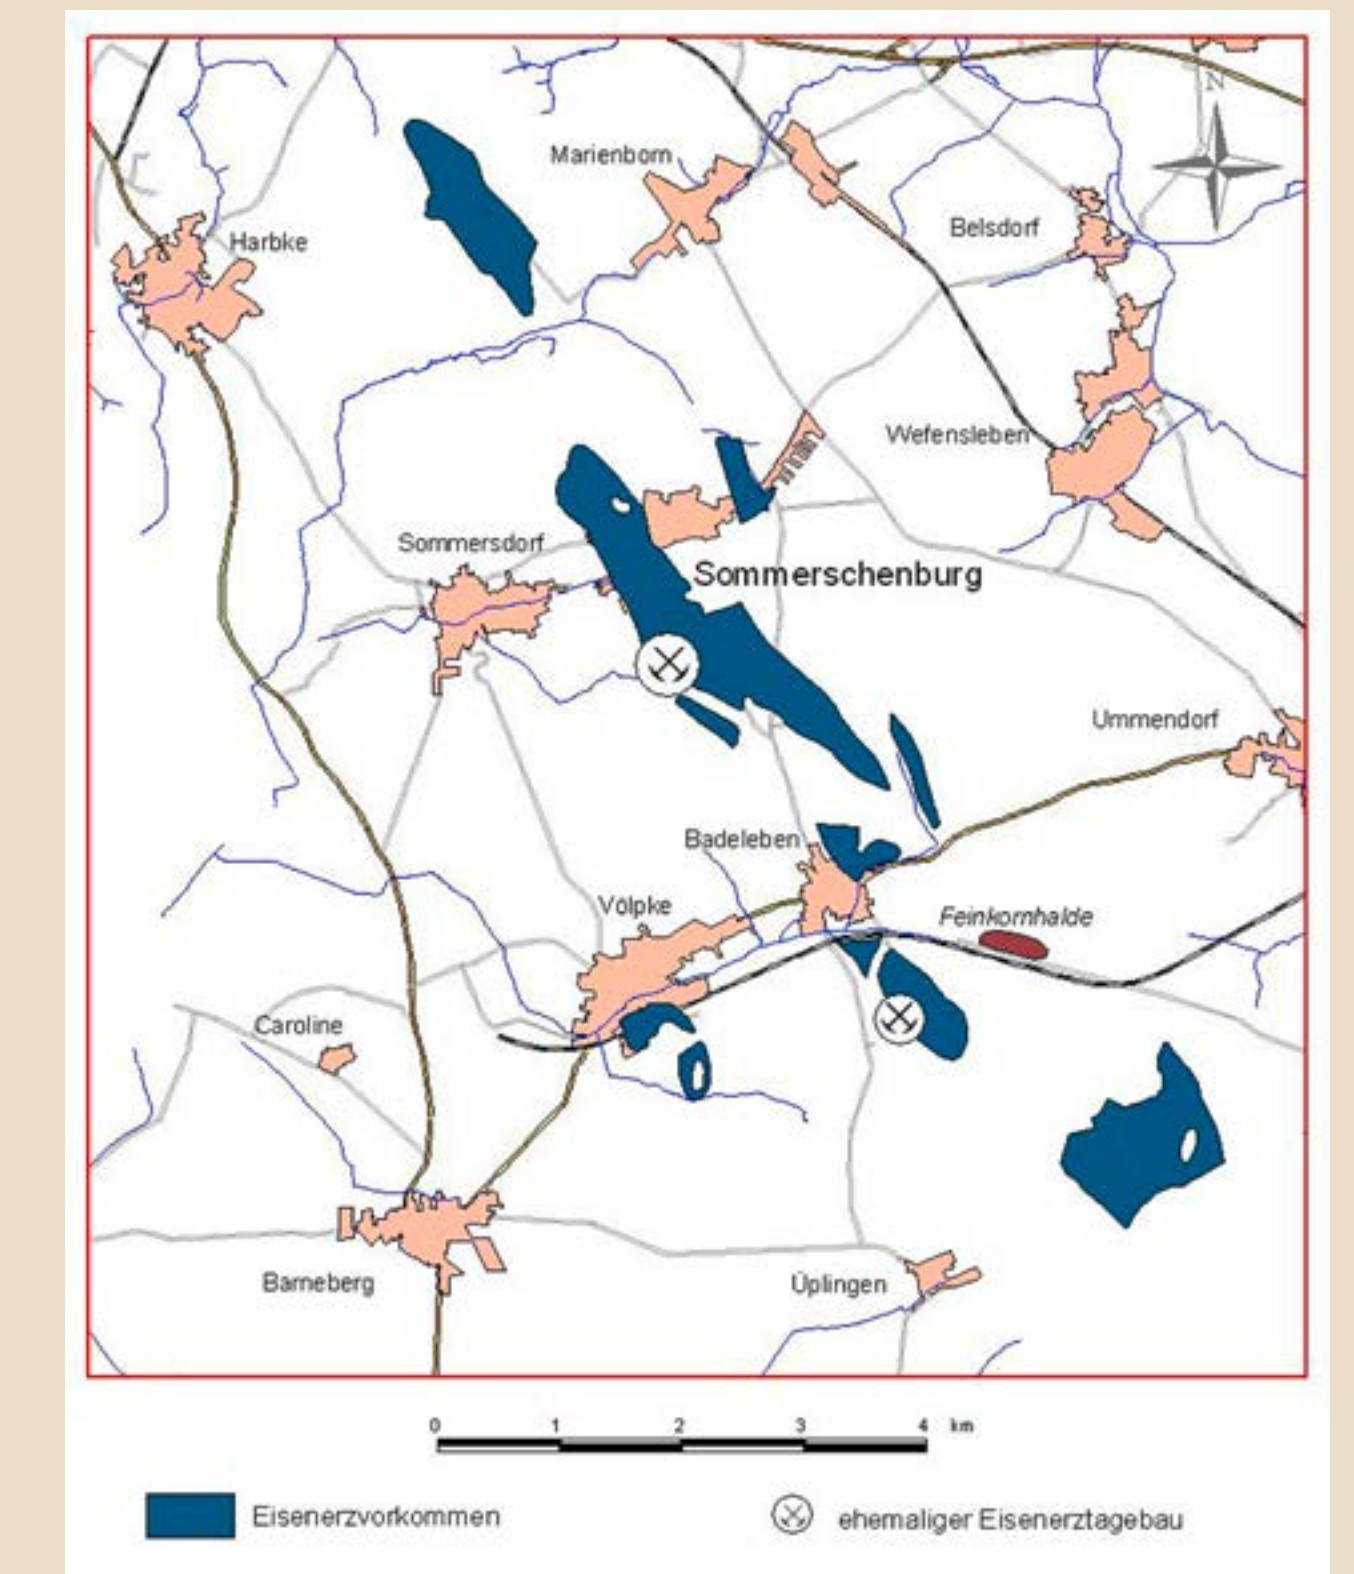 N
Marienborn
Harbke
Belsdorf
Wefensleben
Sommersdorf
Sommerschenburg
Ummendorf
Badeleben
Völpke
Feinkornhalde
Caroline
Barneberg
Üplingen
0 1 2 3 4 km
Eisenerzvorkommen
ehemaliger Eisenerztagebau